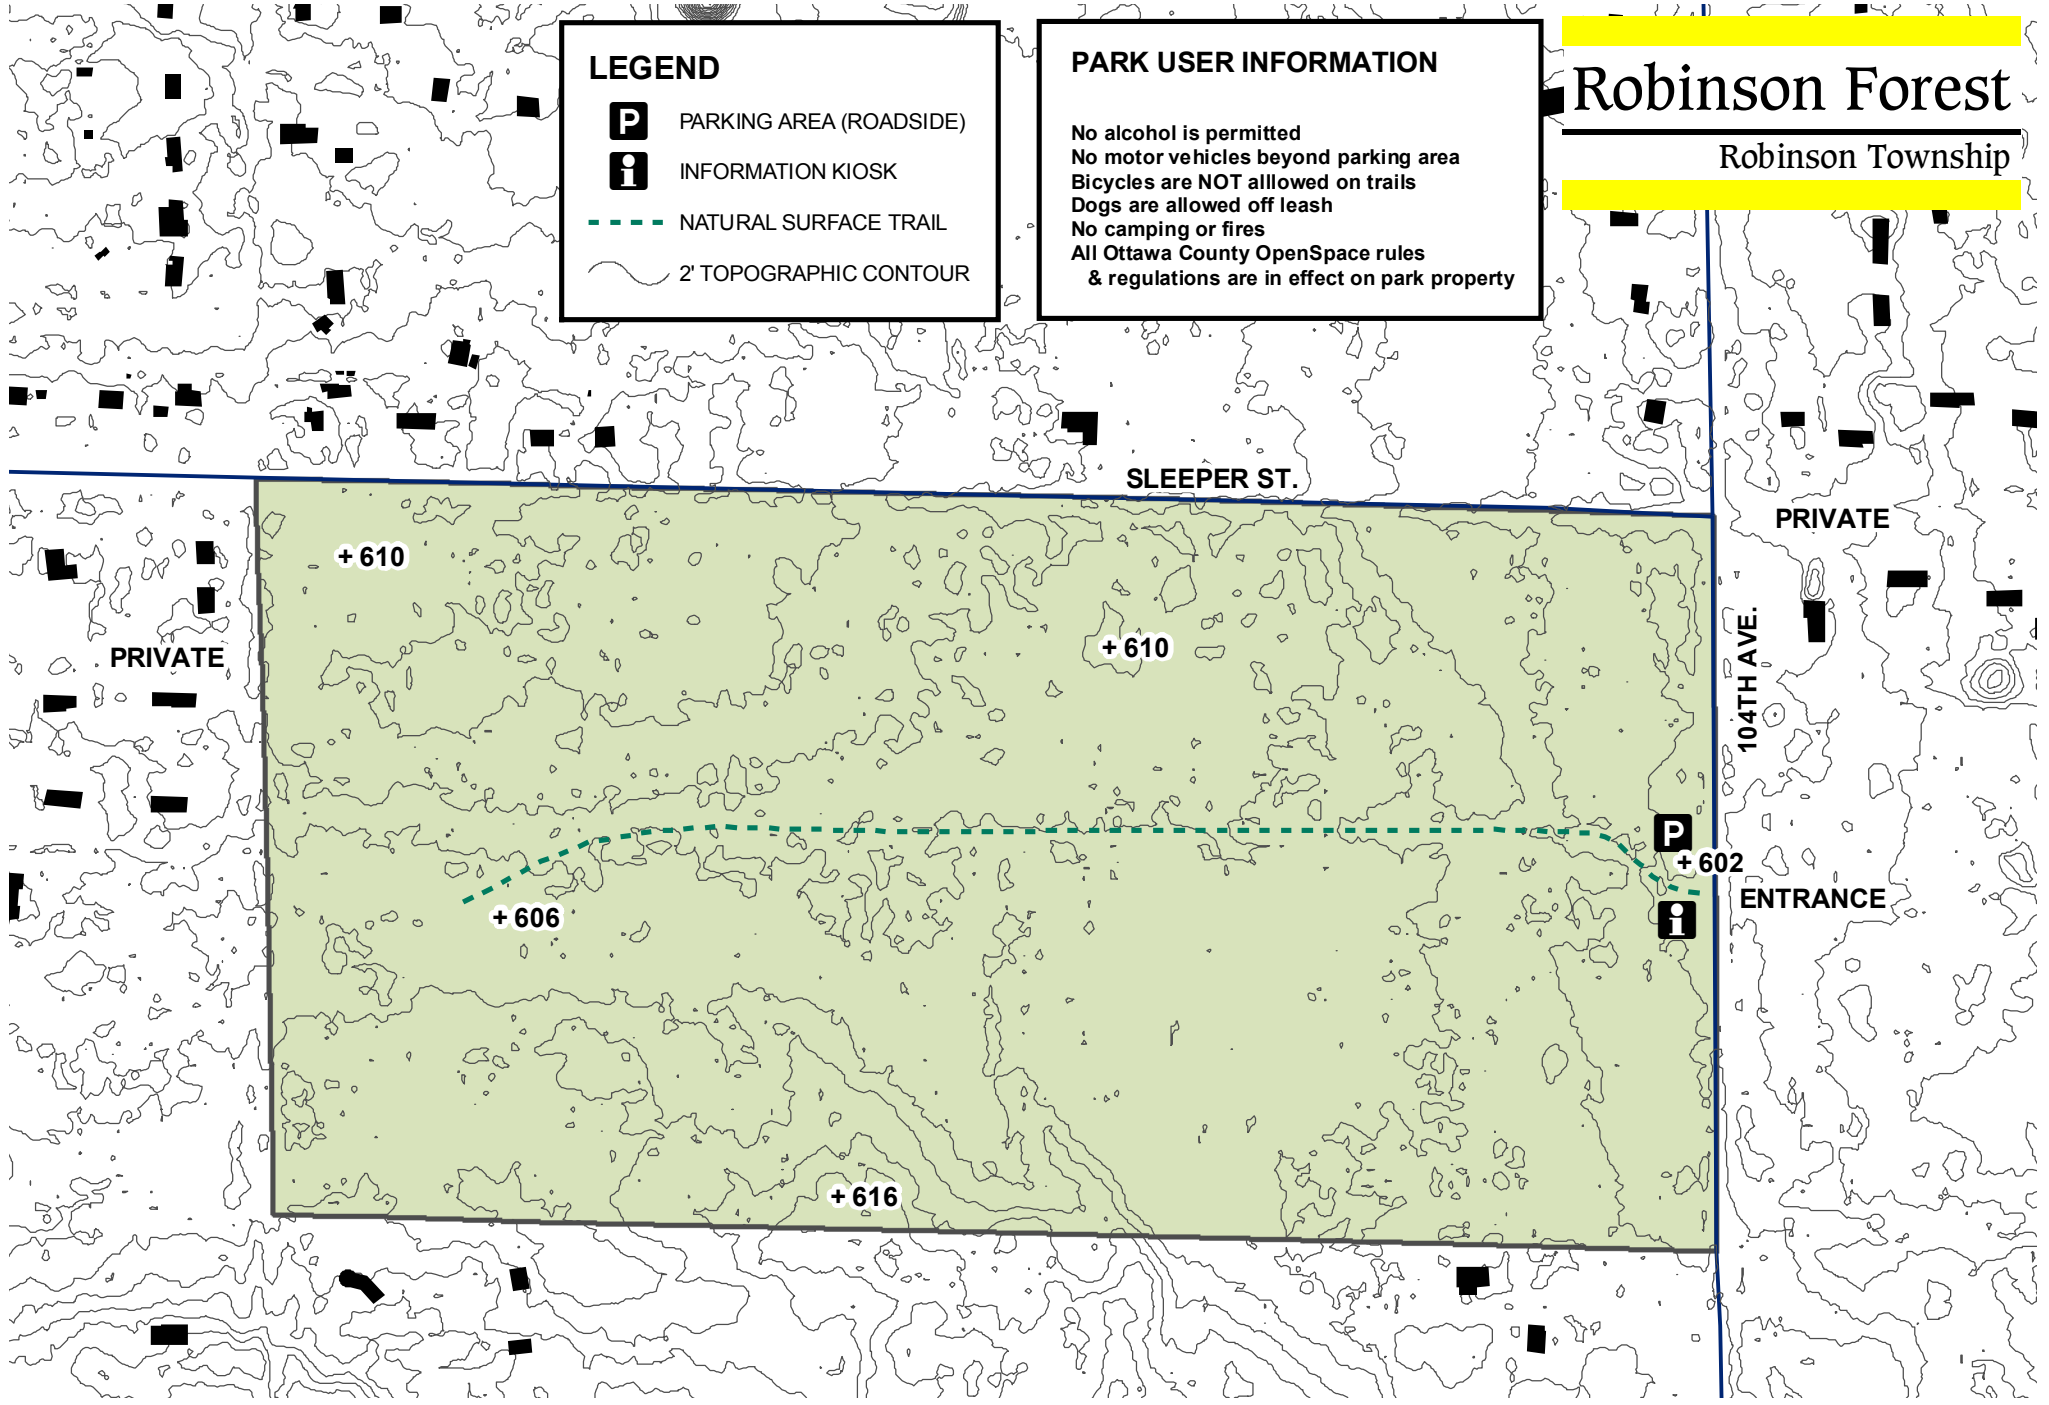 LEGEND
P PARKING AREA (ROADSIDE)
i INFORMATION KIOSK
NATURAL SURFACE TRAIL
2' TOPOGRAPHIC CONTOUR
PARK USER INFORMATION
No alcohol is permitted
No motor vehicles beyond parking area
Bicycles are NOT alllowed on trails
Dogs are allowed off leash
No camping or fires
All Ottawa County OpenSpace rules
& regulations are in effect on park property
Robinson Forest
Robinson Township
SLEEPER ST.
PRIVATE
+ 610
+ 610
PRIVATE
104TH AVE.
P
+ 602
ENTRANCE
i
+ 606
+ 616